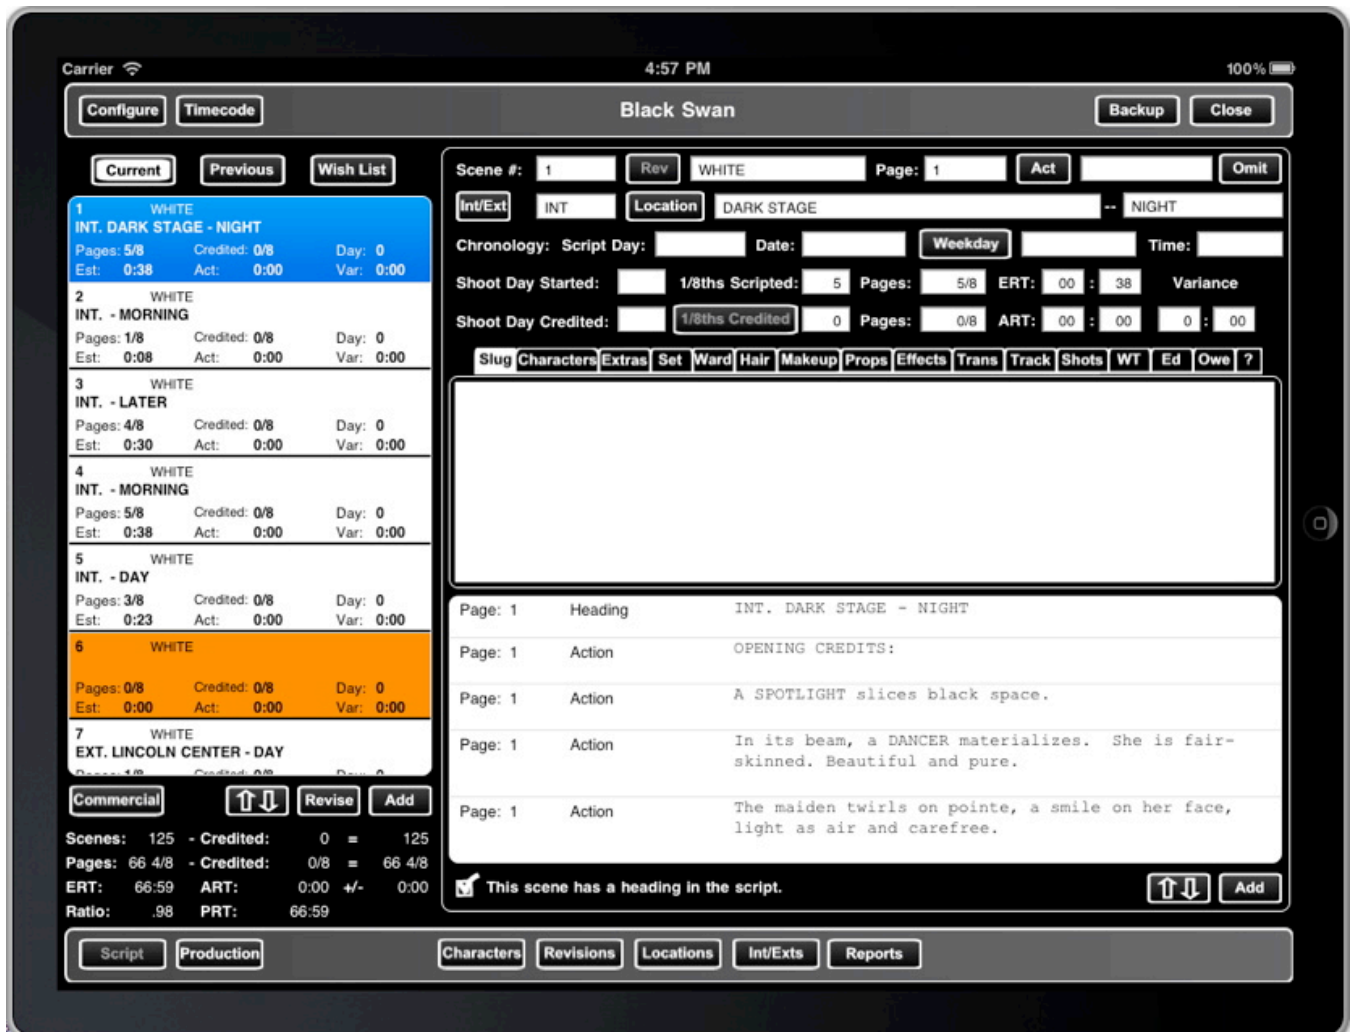 Carrier 4:57 PM 100%
Configure Timecode Black Swan Backup Close
Current Previous Wish List
1 WHITE
INT. DARK STAGE - NIGHT
Pages: 5/8 Credited: 0/8 Day: 0
Est: 0:38 Act: 0:00 Var: 0:00
2 WHITE
INT. - MORNING
Pages: 1/8 Credited: 0/8 Day: 0
Est: 0:08 Act: 0:00 Var: 0:00
3 WHITE
INT. - LATER
Pages: 4/8 Credited: 0/8 Day: 0
Est: 0:30 Act: 0:00 Var: 0:00
4 WHITE
INT. - MORNING
Pages: 5/8 Credited: 0/8 Day: 0
Est: 0:38 Act: 0:00 Var: 0:00
5 WHITE
INT. - DAY
Pages: 3/8 Credited: 0/8 Day: 0
Est: 0:23 Act: 0:00 Var: 0:00
6 WHITE
Pages: 0/8 Credited: 0/8 Day: 0
Est: 0:00 Act: 0:00 Var: 0:00
7 WHITE
EXT. LINCOLN CENTER - DAY
Pages: 1/8 Credited: 0/8 Day: 0
Commercial Revise Add
Scenes: 125 - Credited: 0 = 125
Pages: 66 4/8 - Credited: 0/8 = 66 4/8
ERT: 66:59 ART: 0:00 +/- 0:00
Ratio: .98 PRT: 66:59
Scene #: 1 Rev WHITE Page: 1 Act Omit
Int/Ext INT Location DARK STAGE -- NIGHT
Chronology: Script Day: Date: Weekday Time:
Shoot Day Started: 1/8ths Scripted: 5 Pages: 5/8 ERT: 00 : 38 Variance
Shoot Day Credited: 1/8ths Credited 0 Pages: 0/8 ART: 00 : 00 0 : 00
Slug Characters Extras Set Ward Hair Makeup Props Effects Trans Track Shots WT Ed Owe ?
Page: 1 Heading INT. DARK STAGE - NIGHT
Page: 1 Action OPENING CREDITS:
Page: 1 Action A SPOTLIGHT slices black space.
Page: 1 Action In its beam, a DANCER materializes. She is fair-
skinned. Beautiful and pure.
Page: 1 Action The maiden twirls on pointe, a smile on her face,
light as air and carefree.
This scene has a heading in the script. Add
Script Production Characters Revisions Locations Int/Exts Reports